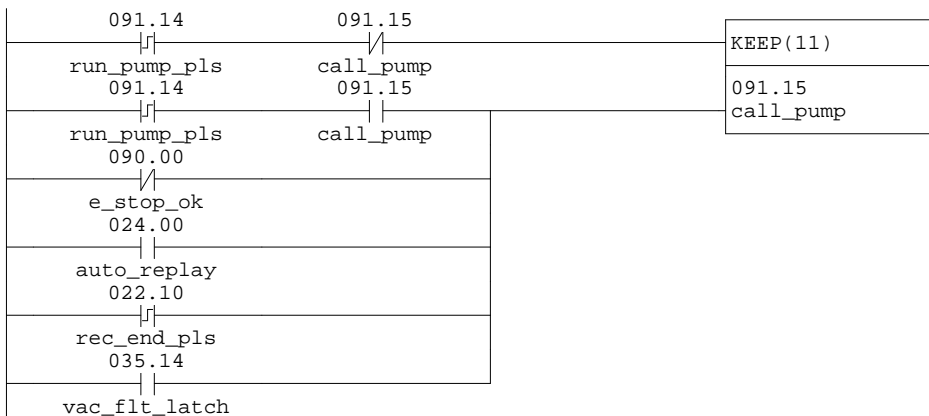 091.14 091.15
KEEP(11)
run_pump_pls call_pump
091.14 091.15 091.15
call_pump
run_pump_pls call_pump
090.00
e_stop_ok
024.00
auto_replay
022.10
rec_end_pls
035.14
vac_flt_latch